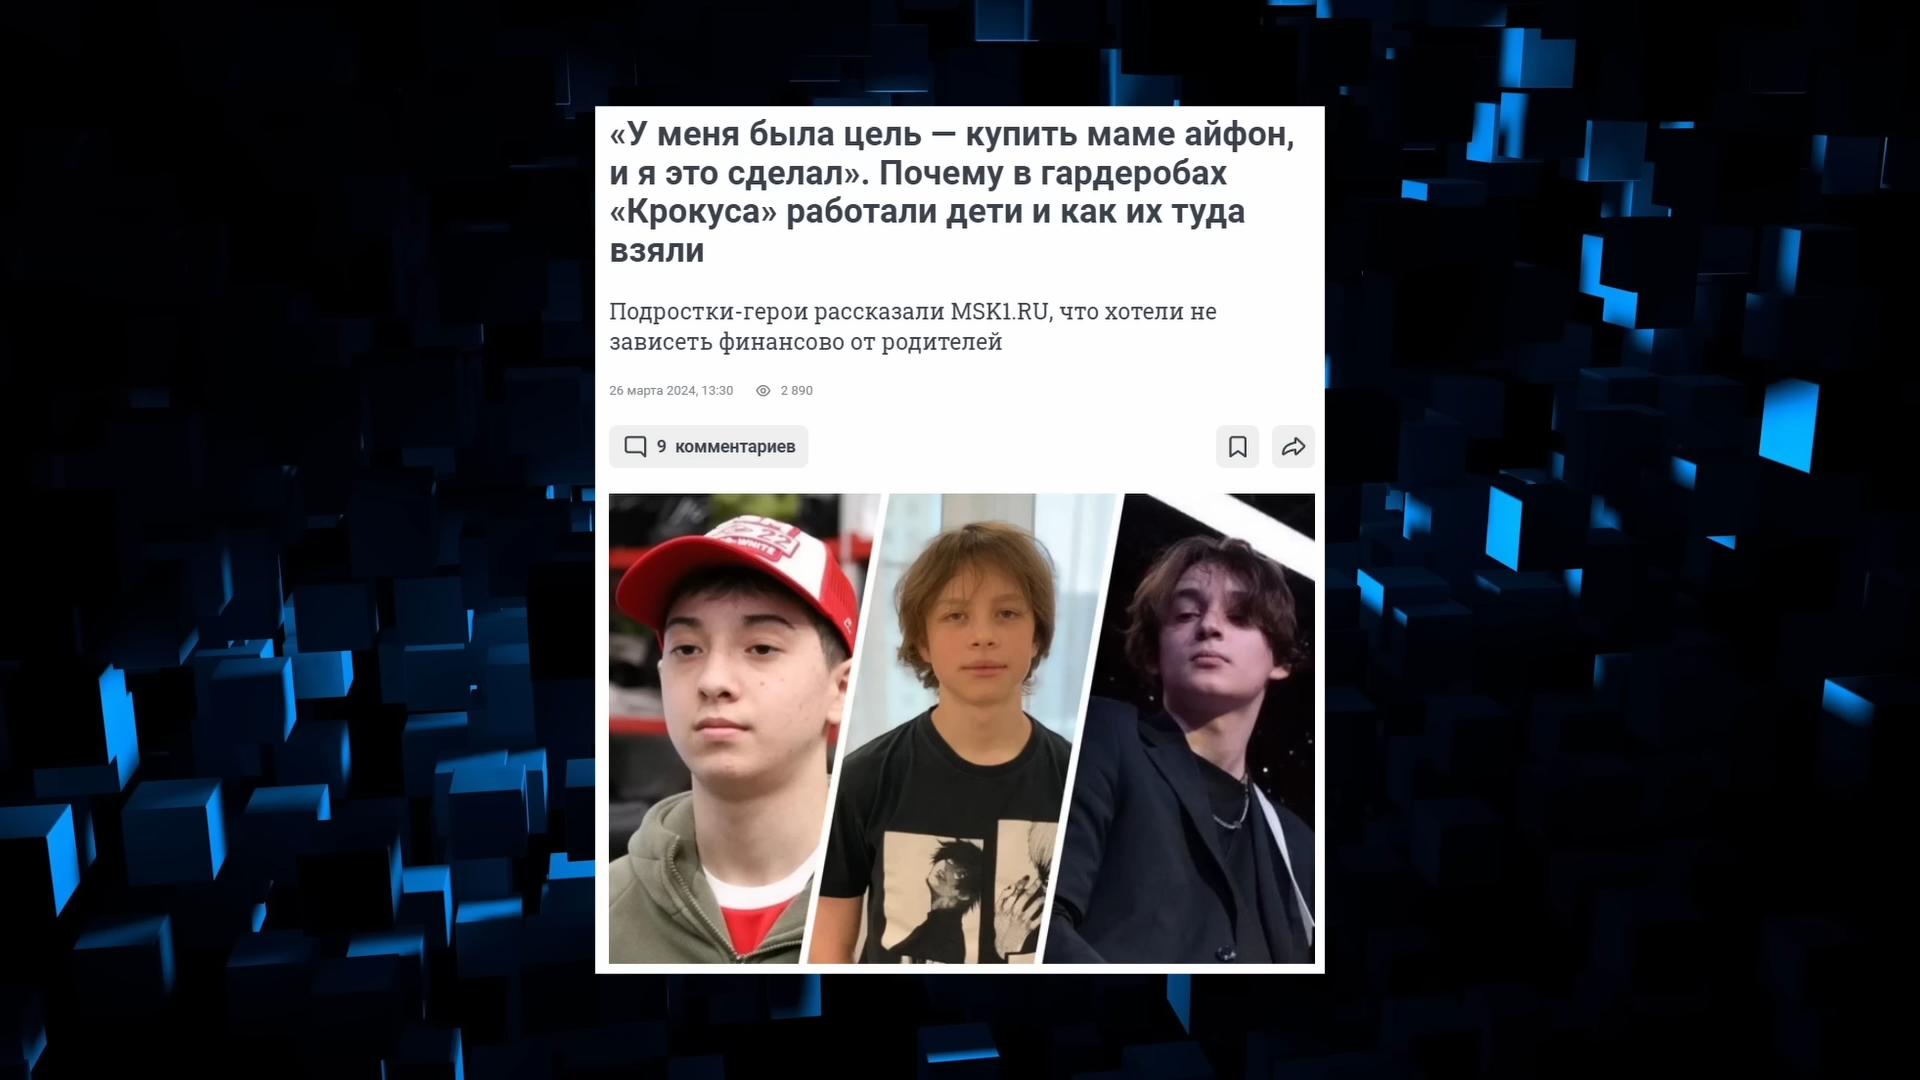 «У меня была цель — купить маме айфон,
и я это сделал». Почему в гардеробах
«Крокуса» работали дети и как их туда
взяли
Подростки-герои рассказали MSK1.RU, что хотели не
зависеть финансово от родителей
26 марта 2024, 13:30 2 890
9 комментариев
22
WHITE